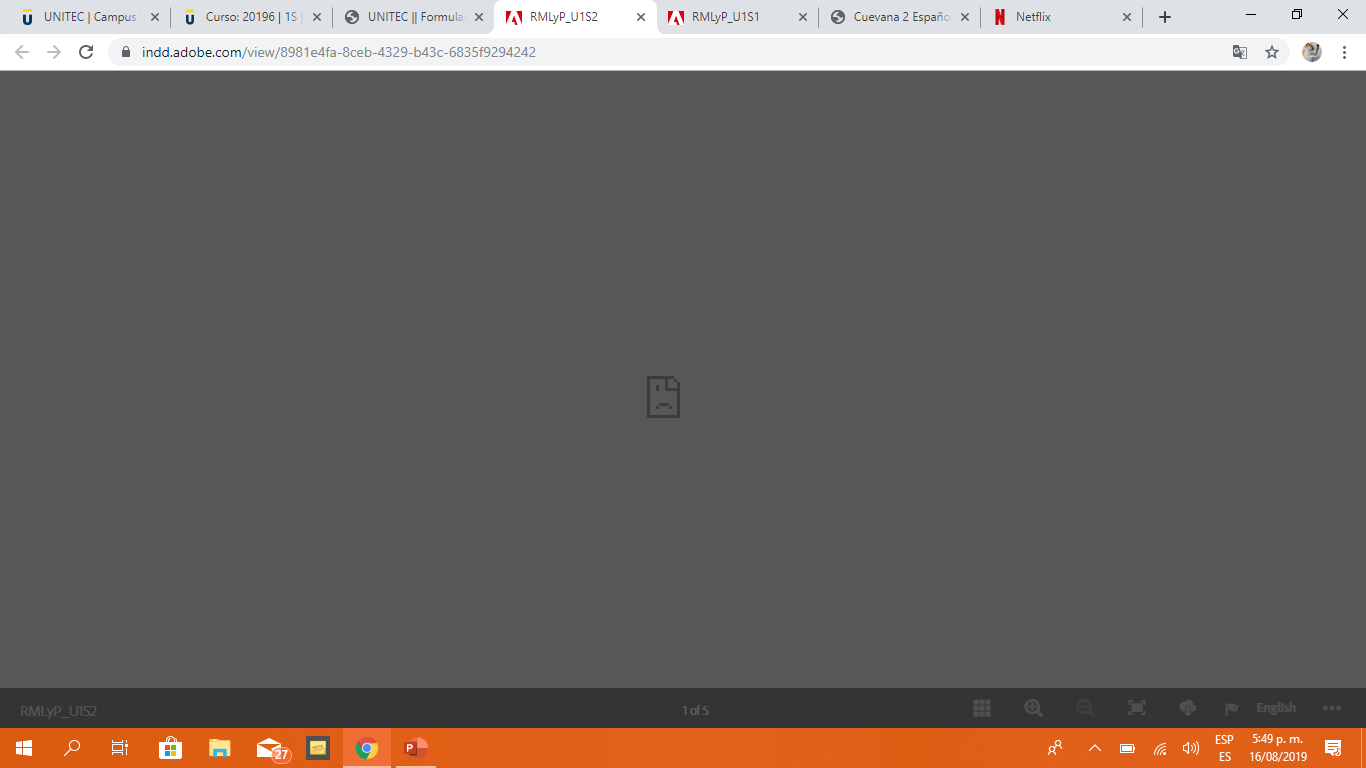 UNITEC | Campus
Curso: 20196 | 1S |
UNITEC || Formula
RMLyP_U1S2
RMLyP_U1S1
Cuevana 2 Españo
Netflix
indd.adobe.com/view/8981e4fa-8ceb-4329-b43c-6835f9294242
RMLyP_U1S2
1 of 5
English
27
P
ESP
ES
5:49 p. m.
16/08/2019